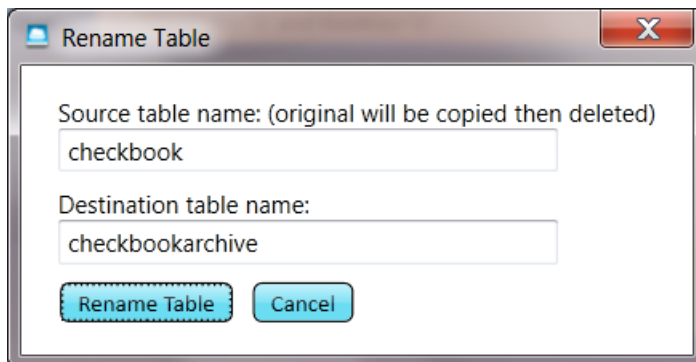 Rename Table
Source table name: (original will be copied then deleted)
checkbook
Destination table name:
checkbookarchive
Rename Table Cancel